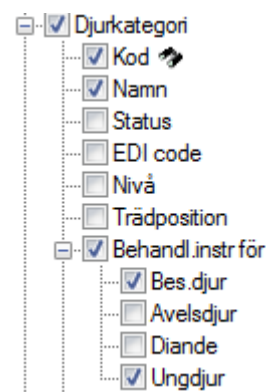 Djurkategori
Kod
Namn
Status
EDI code
Nivå
Trädposition
Behandl.instr för
Bes.djur
Avelsdjur
Diande
Ungdjur